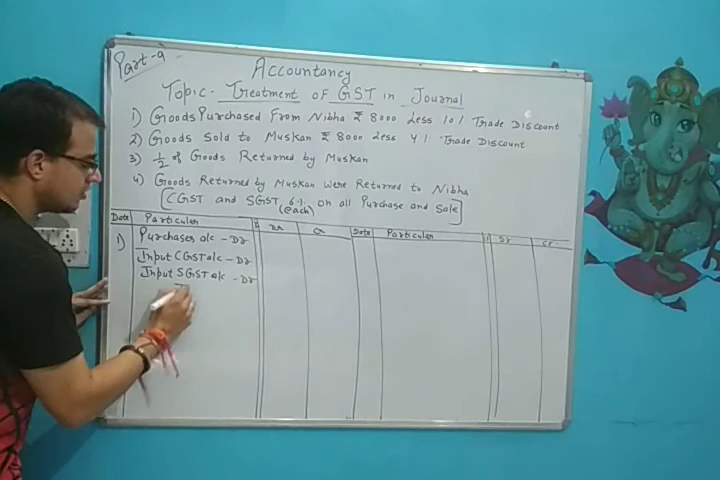 Part-9
Accountancy
Topic- Treatment of GST in Journal
1) Goods Purchased From Nibha ₹ 8000 Less 10% Trade Discount
2) Goods Sold to Muskan ₹ 8000 Less 4% Trade Discount
3) 1/2 of Goods Returned by Muskan
4) Goods Returned by Muskan Were Returned to Nibha
[CGST and SGST 6% (each) on all Purchase and Sale]
Date Particular Dr Cr Date Particular Dr Cr
1) Purchases a/c - Dr
Input CGST a/c - Dr
Input SGST a/c - Dr
T